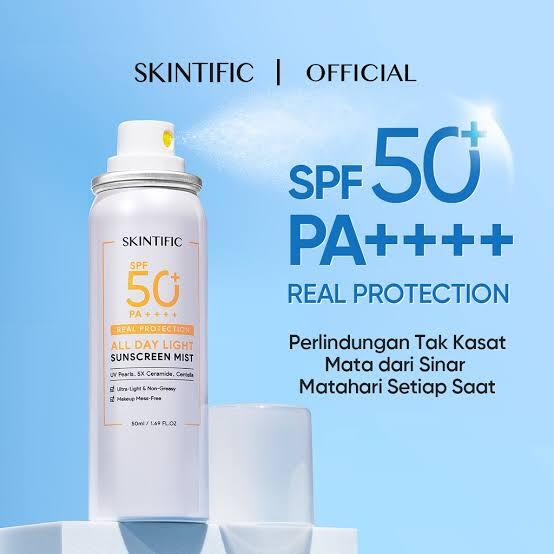 SKINTIFIC | OFFICIAL
SPF 50+
PA++++
REAL PROTECTION
Perlindungan Tak Kasat
Mata dari Sinar
Matahari Setiap Saat
SKINTIFIC
SPF
50+
PA++++
REAL PROTECTION
ALL DAY LIGHT
SUNSCREEN MIST
UV Pearls, 5X Ceramide, Centella
Ultra-Light & Non-Greasy
Makeup Mess-Free
50ml / 1.69 FL.OZ